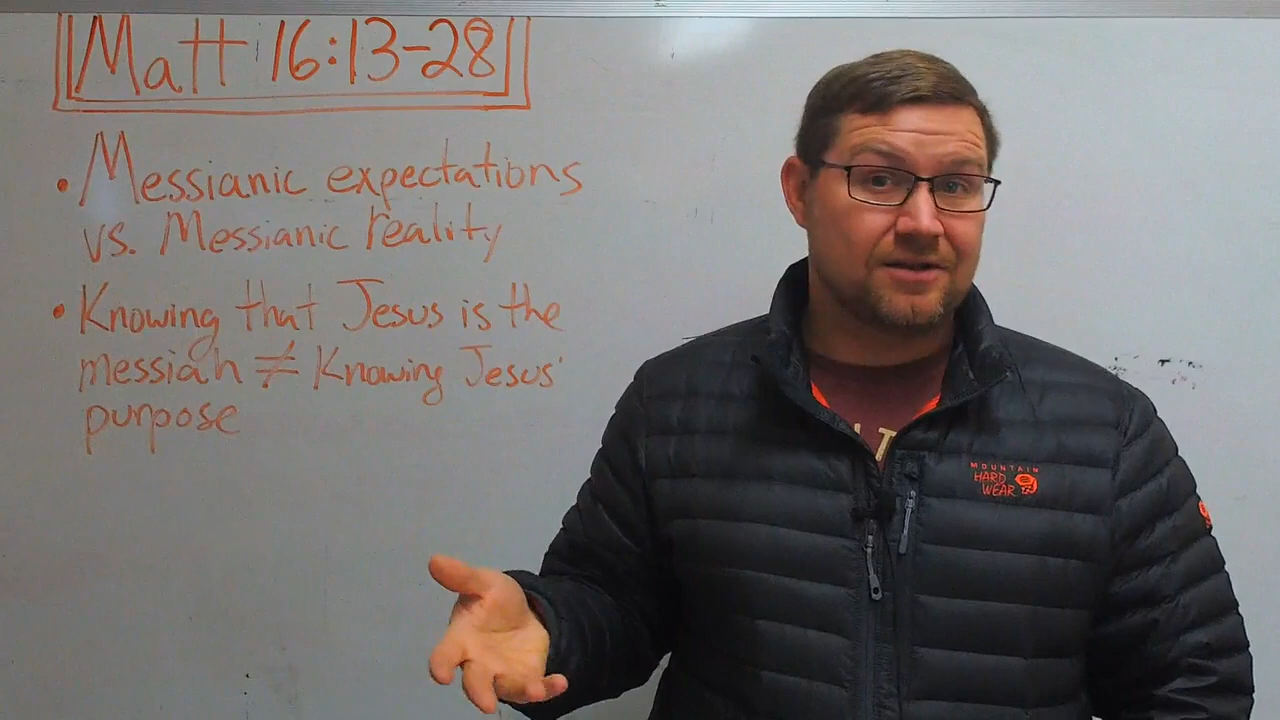 Matt 16:13-28
• Messianic expectations
vs. Messianic reality
• Knowing that Jesus is the
messiah ≠ Knowing Jesus'
purpose
LT
MOUNTAIN
HARD
WEAR